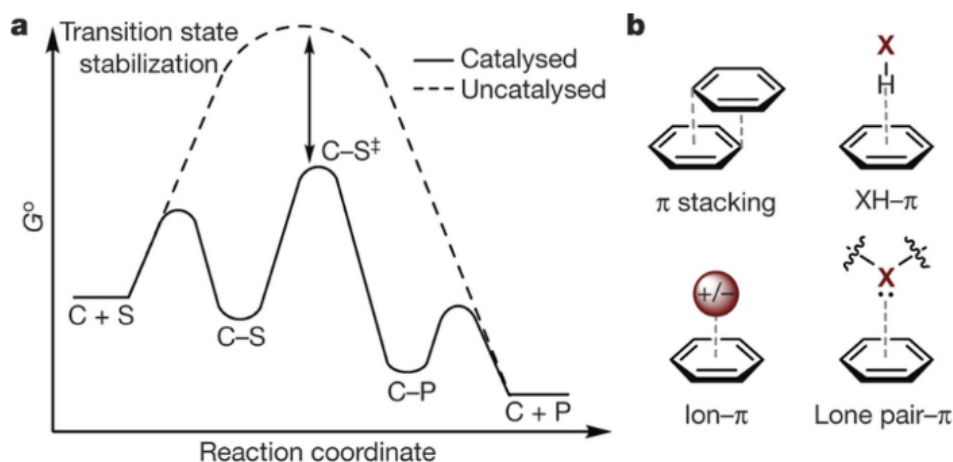 a
Transition state
stabilization
Catalysed
Uncatalysed
C–S‡
G°
C + S
C–S
C–P
C + P
Reaction coordinate
b
X
H
π stacking
XH–π
+/–
X
Ion–π
Lone pair–π